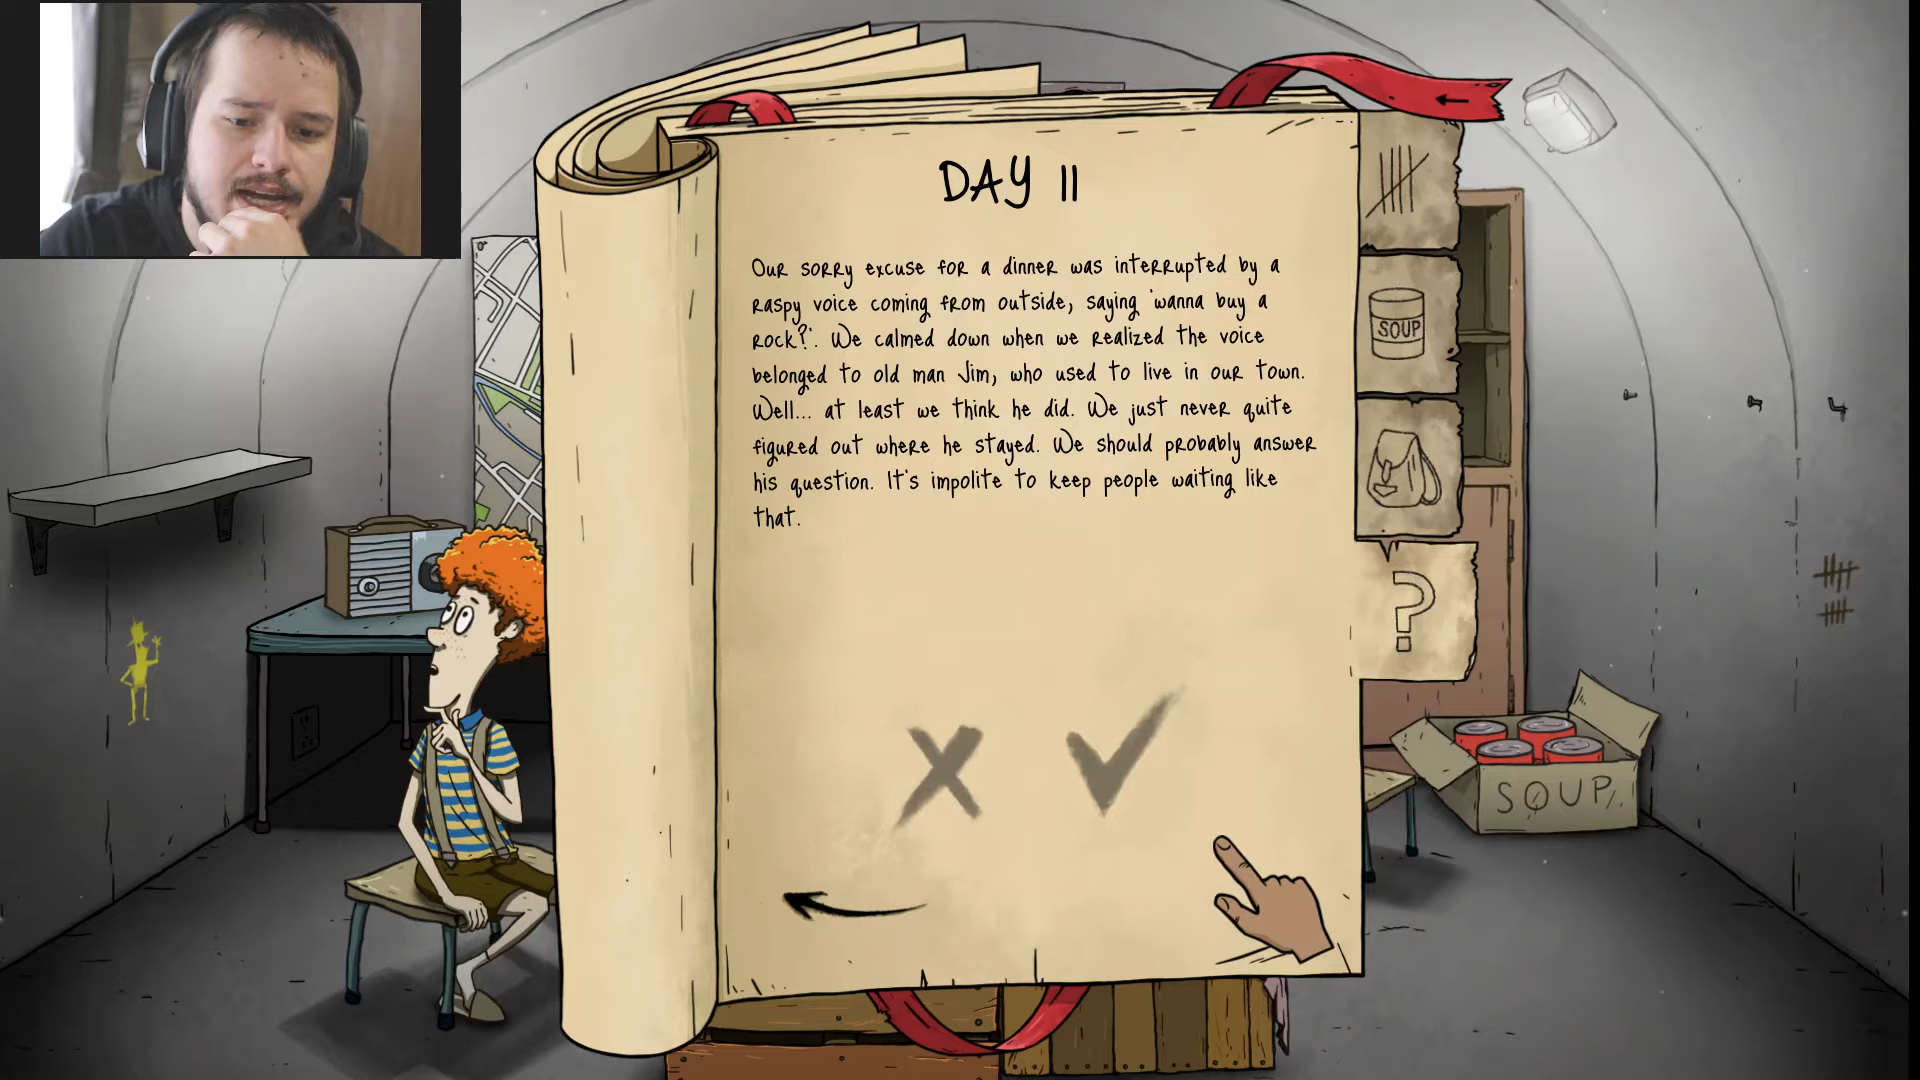 DAY 11
Our sorry excuse for a dinner was interrupted by a
raspy voice coming from outside, saying 'wanna buy a
rock?'. We calmed down when we realized the voice
belonged to old man Jim, who used to live in our town.
Well... at least we think he did. We just never quite
figured out where he stayed. We should probably answer
his question. It's impolite to keep people waiting like
that.
SOUP
?
SOUP